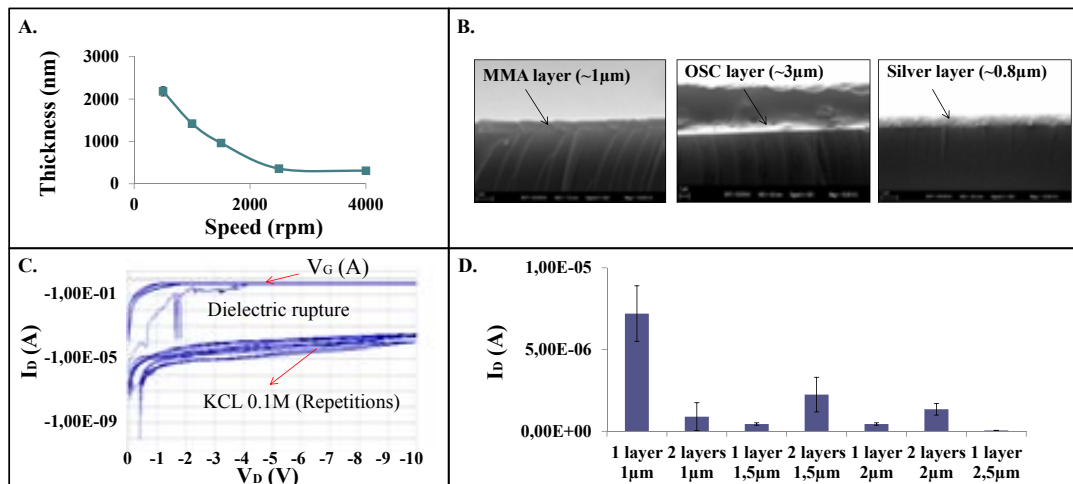 A.
3000
2000
1000
0
Thickness (nm)
0
2000
4000
Speed (rpm)
B.
MMA layer (~1µm)
OSC layer (~3µm)
Silver layer (~0.8µm)
C.
VG (A)
-1,00E-01
Dielectric rupture
-1,00E-05
KCL 0.1M (Repetitions)
-1,00E-09
ID (A)
0 -1 -2 -3 -4 -5 -6 -7 -8 -9 -10
VD (V)
D.
1,00E-05
5,00E-06
0,00E+00
ID (A)
1 layer 2 layers 1 layer 2 layers 1 layer 2 layers 1 layer
1µm 1µm 1,5µm 1,5µm 2µm 2µm 2,5µm